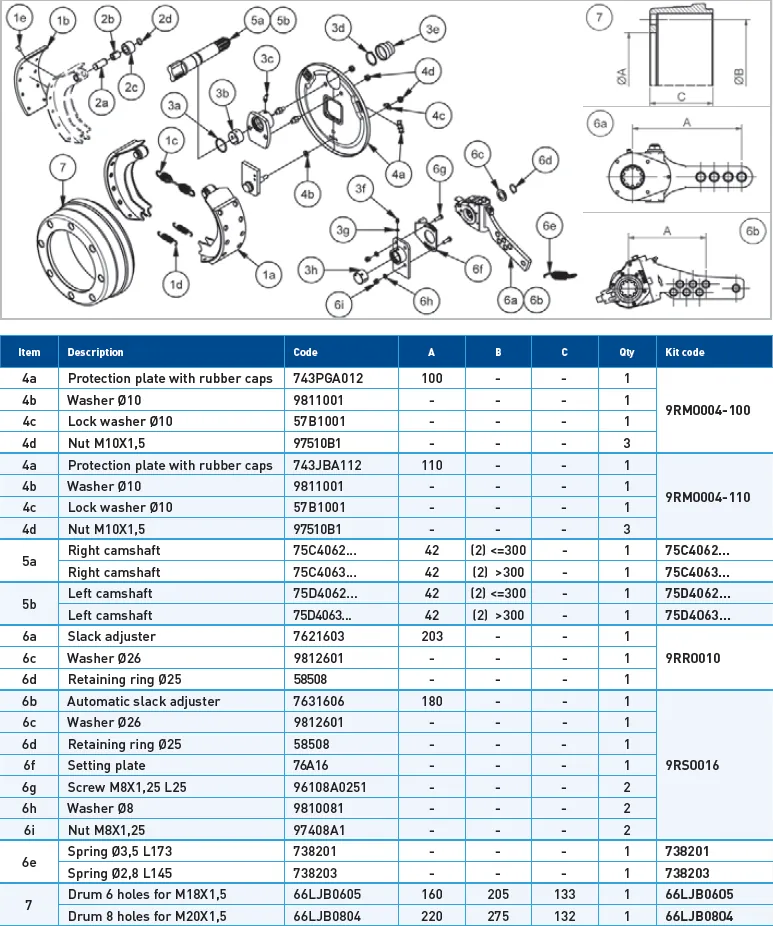 1e 1b 2b 2d 5a 5b 3d 3e 7
3c 4d
2a 2c 3b 4c ØA ØB
3a C
1c 6a A
7 4b 4a 6c 6d
3f 6g
3g 6e A 6b
1d 1a 3h 6f
6i 6h 6a 6b
Item Description Code A B C Qty Kit code
4a Protection plate with rubber caps 743PGA012 100 - - 1
4b Washer Ø10 9811001 - - - 1
9RM0004-100
4c Lock washer Ø10 57B1001 - - - 1
4d Nut M10X1,5 97510B1 - - - 3
4a Protection plate with rubber caps 743JBA112 110 - - 1
4b Washer Ø10 9811001 - - - 1
9RM0004-110
4c Lock washer Ø10 57B1001 - - - 1
4d Nut M10X1,5 97510B1 - - - 3
5a
Right camshaft 75C4062... 42 (2) <=300 - 1 75C4062...
Right camshaft 75C4063... 42 (2) >300 - 1 75C4063...
5b
Left camshaft 75D4062... 42 (2) <=300 - 1 75D4062...
Left camshaft 75D4063... 42 (2) >300 - 1 75D4063...
6a Slack adjuster 7621603 203 - - 1
6c Washer Ø26 9812601 - - - 1 9RR0010
6d Retaining ring Ø25 58508 - - - 1
6b Automatic slack adjuster 7631606 180 - - 1
6c Washer Ø26 9812601 - - - 1
6d Retaining ring Ø25 58508 - - - 1
6f Setting plate 76A16 - - - 1 9RS0016
6g Screw M8X1,25 L25 96108A0251 - - - 2
6h Washer Ø8 9810081 - - - 2
6i Nut M8X1,25 97408A1 - - - 2
6e
Spring Ø3,5 L173 738201 - - - 1 738201
Spring Ø2,8 L145 738203 - - - 1 738203
7
Drum 6 holes for M18X1,5 66LJB0605 160 205 133 1 66LJB0605
Drum 8 holes for M20X1,5 66LJB0804 220 275 132 1 66LJB0804